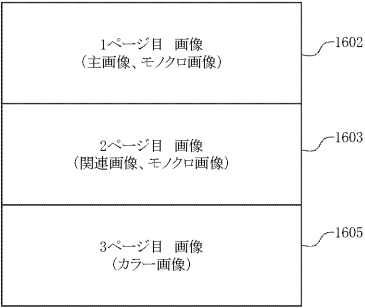 1ページ目 画像
(主画像、モノクロ画像)
1602
2ページ目 画像
(関連画像、モノクロ画像)
1603
3ページ目 画像
(カラー画像)
1605